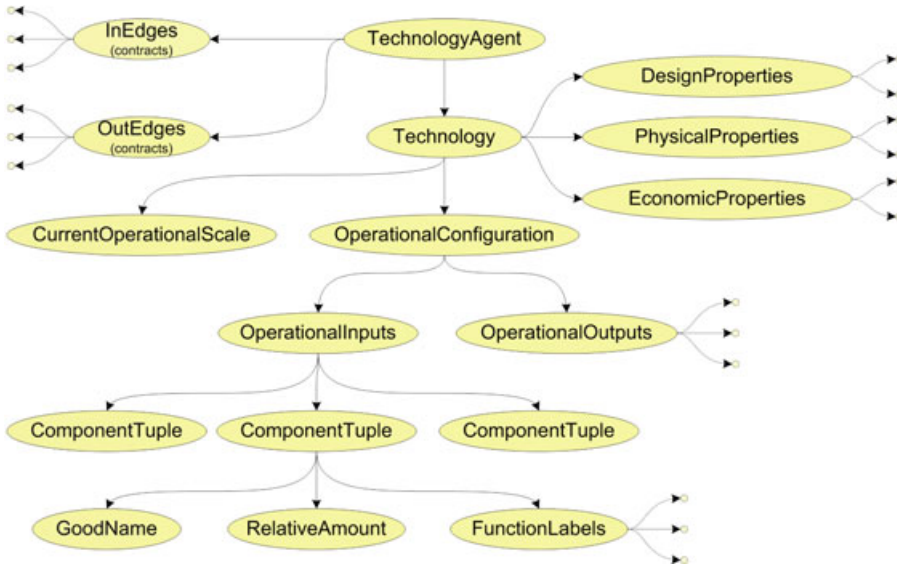 InEdges
(contracts)
TechnologyAgent
DesignProperties
OutEdges
(contracts)
Technology
PhysicalProperties
EconomicProperties
CurrentOperationalScale
OperationalConfiguration
OperationalInputs
OperationalOutputs
ComponentTuple
ComponentTuple
ComponentTuple
GoodName
RelativeAmount
FunctionLabels